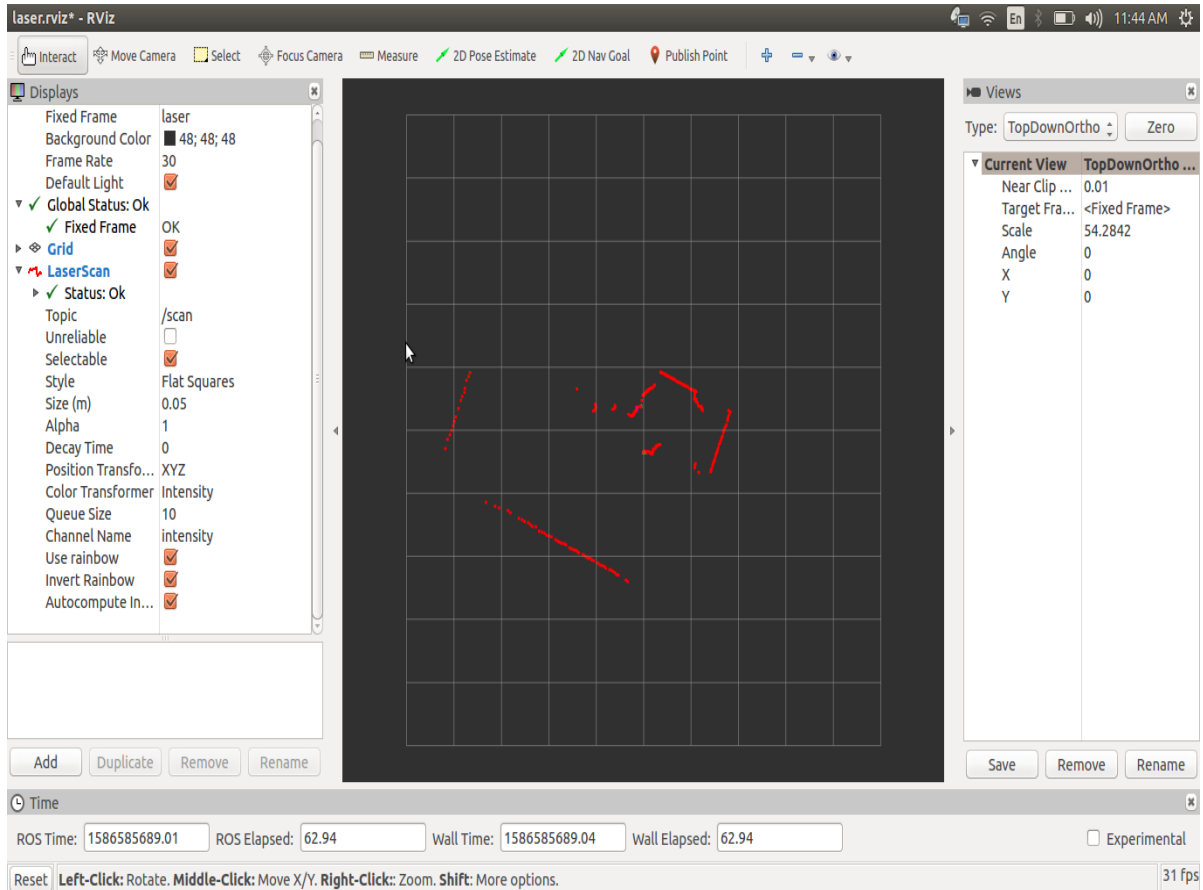 laser.rviz* - RViz
En
11:44 AM
Interact
Move Camera
Select
Focus Camera
Measure
2D Pose Estimate
2D Nav Goal
Publish Point
Displays
Fixed Frame laser
Background Color 48; 48; 48
Frame Rate 30
Default Light
Global Status: Ok
Fixed Frame OK
Grid
LaserScan
Status: Ok
Topic /scan
Unreliable
Selectable
Style Flat Squares
Size (m) 0.05
Alpha 1
Decay Time 0
Position Transfo... XYZ
Color Transformer Intensity
Queue Size 10
Channel Name intensity
Use rainbow
Invert Rainbow
Autocompute In...
Add
Duplicate
Remove
Rename
Views
Type: TopDownOrtho
Zero
Current View TopDownOrtho ...
Near Clip ... 0.01
Target Fra... <Fixed Frame>
Scale 54.2842
Angle 0
X 0
Y 0
Save
Remove
Rename
Time
ROS Time: 1586585689.01 ROS Elapsed: 62.94 Wall Time: 1586585689.04 Wall Elapsed: 62.94 Experimental
Reset Left-Click: Rotate. Middle-Click: Move X/Y. Right-Click:: Zoom. Shift: More options. 31 fps